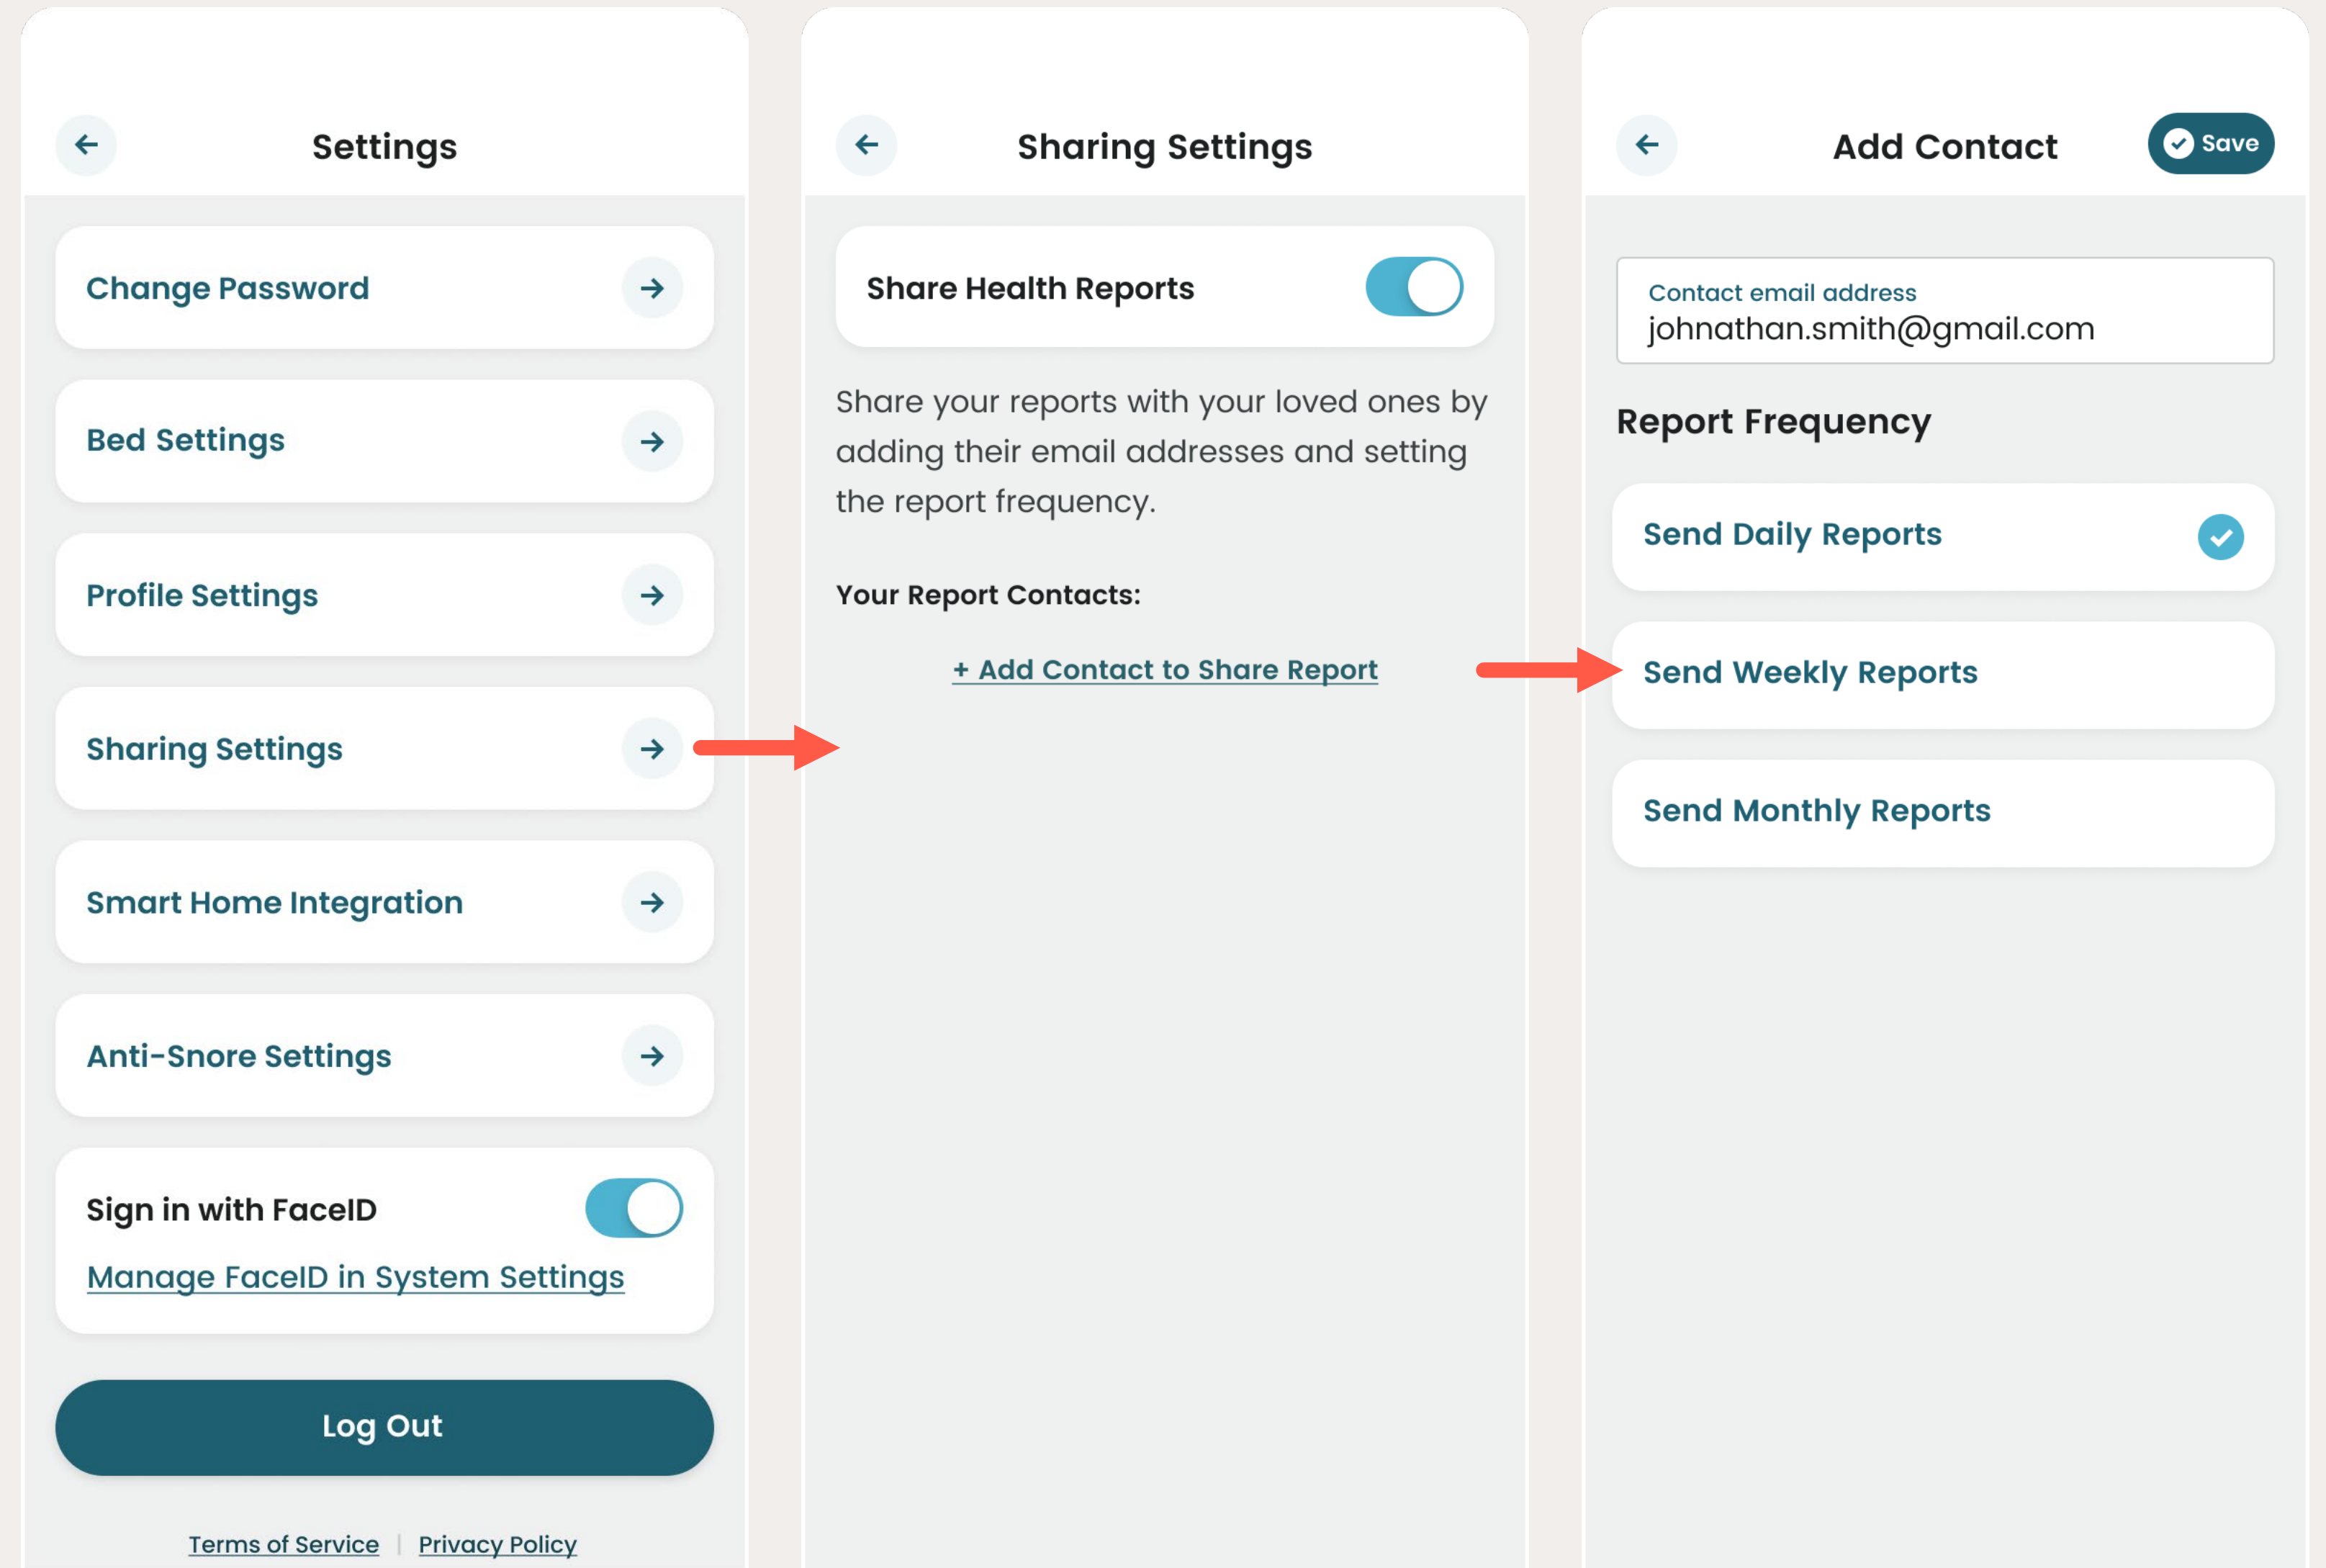 Settings
Change Password
Bed Settings
Profile Settings
Sharing Settings
Smart Home Integration
Anti-Snore Settings
Sign in with FaceID
Manage FaceID in System Settings
Log Out
Terms of Service | Privacy Policy
Sharing Settings
Share Health Reports
Share your reports with your loved ones by
adding their email addresses and setting
the report frequency.
Your Report Contacts:
+ Add Contact to Share Report
Add Contact
Save
Contact email address
johnathan.smith@gmail.com
Report Frequency
Send Daily Reports
Send Weekly Reports
Send Monthly Reports